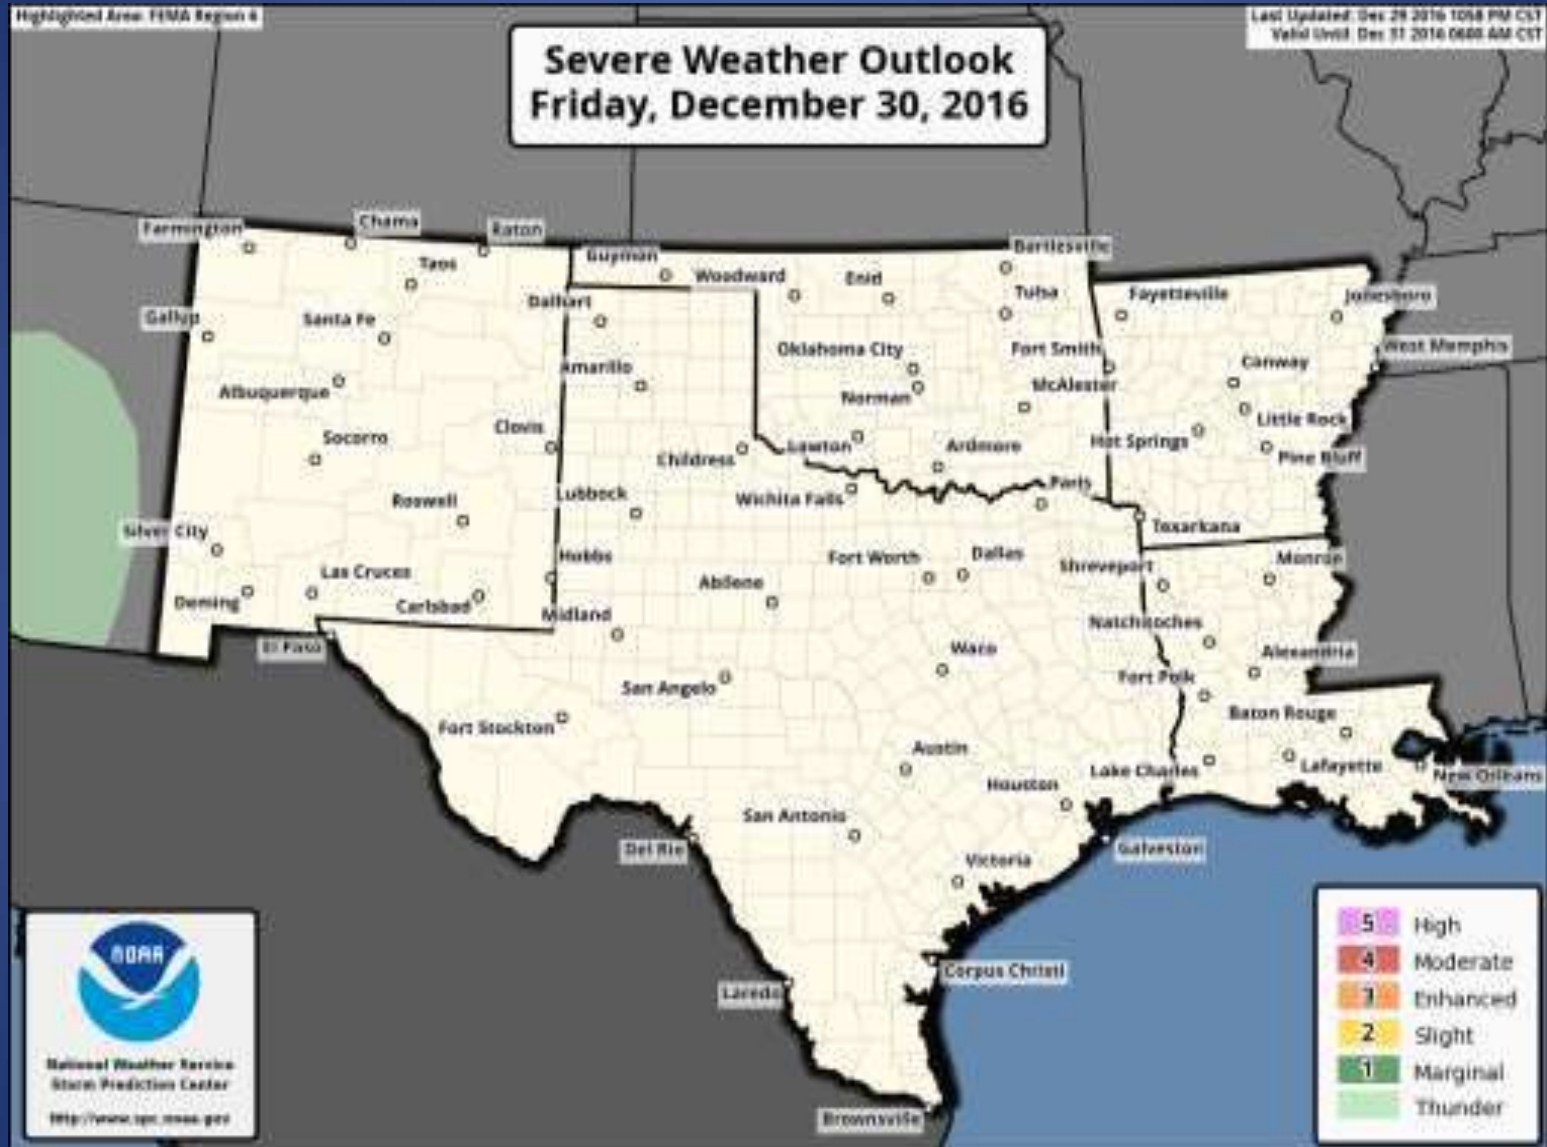 Highlighted Area: FEMA Region 6
Last Updated: Dec 29 2016 1058 PM CST
Valid Until: Dec 31 2016 0600 AM CST
Severe Weather Outlook
Friday, December 30, 2016
Farmington
Chama
Raton
Taos
Guymon
Woodward
Enid
Bartlesville
Dalhart
Tulsa
Fayetteville
Jonesboro
Gallup
Santa Fe
Oklahoma City
Fort Smith
West Memphis
Amarillo
Conway
Albuquerque
Norman
McAlester
Little Rock
Socorro
Clovis
Childress
Lawton
Ardmore
Hot Springs
Pine Bluff
Roswell
Lubbock
Wichita Falls
Paris
Texarkana
Silver City
Hobbs
Fort Worth
Dallas
Shreveport
Monroe
Las Cruces
Abilene
Deming
Carlsbad
Midland
Natchitoches
El Paso
Waco
Alexandria
San Angelo
Fort Polk
Fort Stockton
Baton Rouge
Austin
Houston
Lake Charles
Lafayette
New Orleans
San Antonio
Del Rio
Victoria
Galveston
Corpus Christi
Laredo
Brownsville
NOAA
National Weather Service
Storm Prediction Center
http://www.spc.noaa.gov
5 High
4 Moderate
3 Enhanced
2 Slight
1 Marginal
Thunder